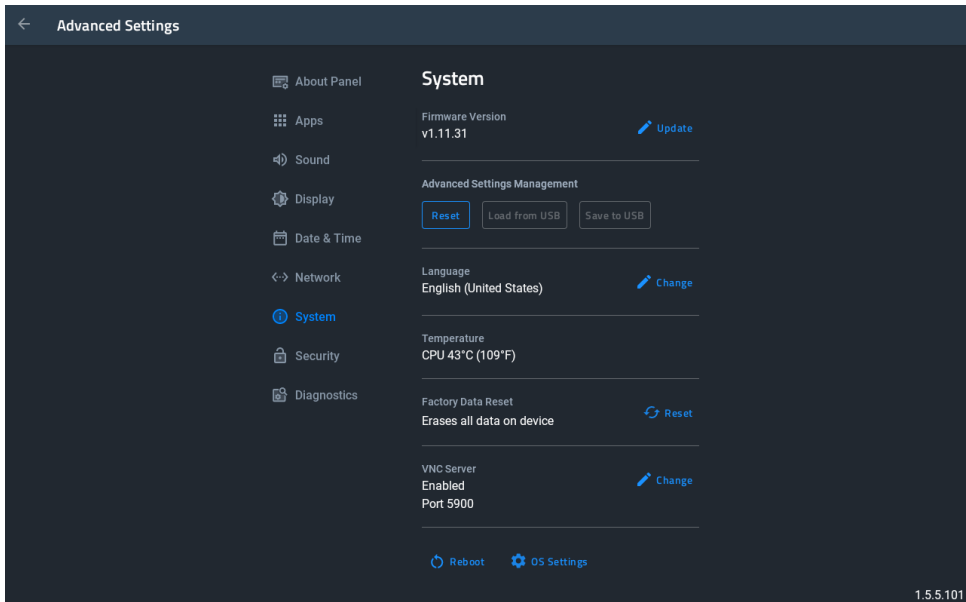 Advanced Settings
About Panel
Apps
Sound
Display
Date & Time
Network
System
Security
Diagnostics
System
Firmware Version
v1.11.31
Update
Advanced Settings Management
Reset
Load from USB
Save to USB
Language
English (United States)
Change
Temperature
CPU 43°C (109°F)
Factory Data Reset
Erases all data on device
Reset
VNC Server
Enabled
Port 5900
Change
Reboot
OS Settings
1.5.5.101